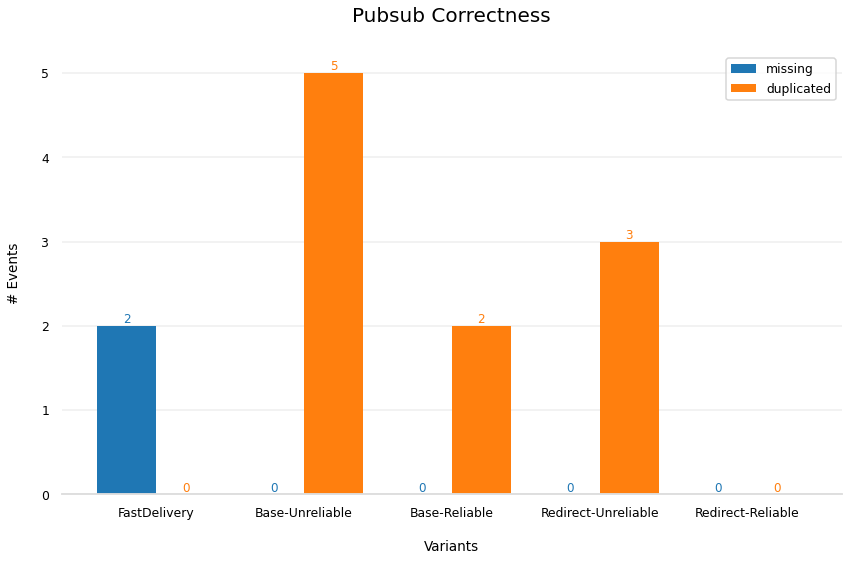 Pubsub Correctness
missing
duplicated
# Events
5
4
3
2
1
0
2
0
0
5
0
2
0
3
0
0
FastDelivery
Base-Unreliable
Base-Reliable
Redirect-Unreliable
Redirect-Reliable
Variants